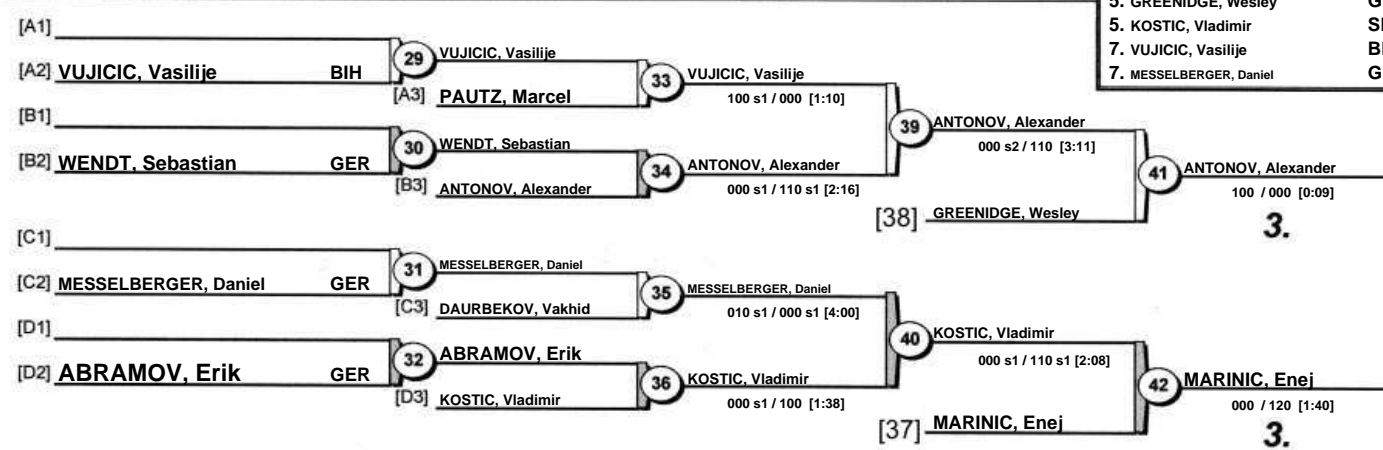 5. GREENIDGE, Wesley G
5. KOSTIC, Vladimir
7. VUJICIC, Vasilije
7. MESSELBERGER, Daniel G
[A1]
[A2] VUJICIC, Vasilije BIH
29 VUJICIC, Vasilije
[A3] PAUTZ, Marcel
33 VUJICIC, Vasilije
100 s1 / 000 [1:10]
[B1]
[B2] WENDT, Sebastian GER
30 WENDT, Sebastian
[B3] ANTONOV, Alexander
34 ANTONOV, Alexander
000 s1 / 110 s1 [2:16]
39 ANTONOV, Alexander
000 s2 / 110 [3:11]
[38] GREENIDGE, Wesley
41 ANTONOV, Alexander
100 / 000 [0:09]
3.
[C1]
[C2] MESSELBERGER, Daniel GER
31 MESSELBERGER, Daniel
[C3] DAURBEKOV, Vakhid
35 MESSELBERGER, Daniel
010 s1 / 000 s1 [4:00]
[D1]
[D2] ABRAMOV, Erik GER
32 ABRAMOV, Erik
[D3] KOSTIC, Vladimir
36 KOSTIC, Vladimir
000 s1 / 100 [1:38]
40 KOSTIC, Vladimir
000 s1 / 110 s1 [2:08]
[37] MARINIC, Enej
42 MARINIC, Enej
000 / 120 [1:40]
3.